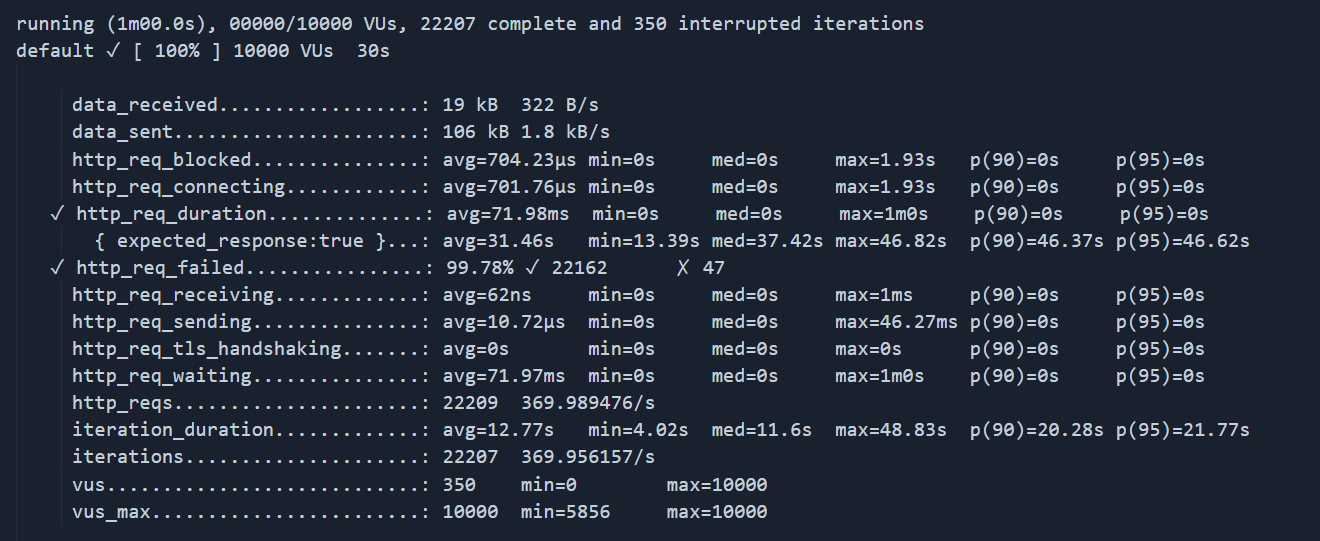 running (1m00.0s), 00000/10000 VUs, 22207 complete and 350 interrupted iterations
default ✓ [ 100% ] 10000 VUs  30s
data_received..................: 19 kB  322 B/s
data_sent......................: 106 kB 1.8 kB/s
http_req_blocked...............: avg=704.23µs min=0s      med=0s     max=1.93s   p(90)=0s     p(95)=0s
http_req_connecting............: avg=701.76µs min=0s      med=0s     max=1.93s   p(90)=0s     p(95)=0s
✓ http_req_duration..............: avg=71.98ms  min=0s      med=0s     max=1m0s    p(90)=0s     p(95)=0s
{ expected_response:true }...: avg=31.46s   min=13.39s med=37.42s max=46.82s  p(90)=46.37s p(95)=46.62s
✓ http_req_failed................: 99.78% ✓ 22162      ✗ 47
http_req_receiving.............: avg=62ns     min=0s      med=0s     max=1ms     p(90)=0s     p(95)=0s
http_req_sending...............: avg=10.72µs  min=0s      med=0s     max=46.27ms p(90)=0s     p(95)=0s
http_req_tls_handshaking.......: avg=0s       min=0s      med=0s     max=0s      p(90)=0s     p(95)=0s
http_req_waiting...............: avg=71.97ms  min=0s      med=0s     max=1m0s    p(90)=0s     p(95)=0s
http_reqs......................: 22209  369.989476/s
iteration_duration.............: avg=12.77s   min=4.02s  med=11.6s  max=48.83s  p(90)=20.28s p(95)=21.77s
iterations.....................: 22207  369.956157/s
vus............................: 350    min=0        max=10000
vus_max........................: 10000  min=5856     max=10000